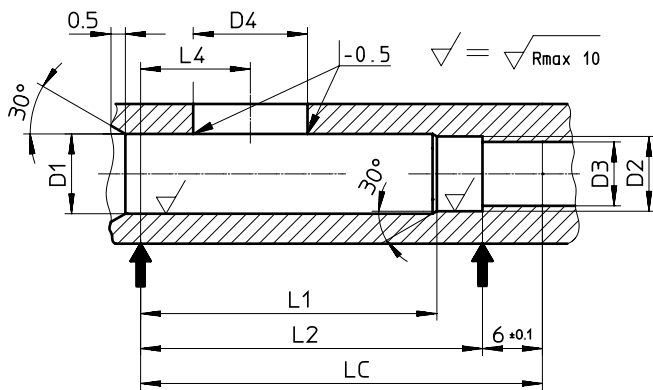 0.5
D4
L4
-0.5
√ = √ Rmax 10
30°
D1
30°
D3
D2
L1
L2
6 ±0.1
LC